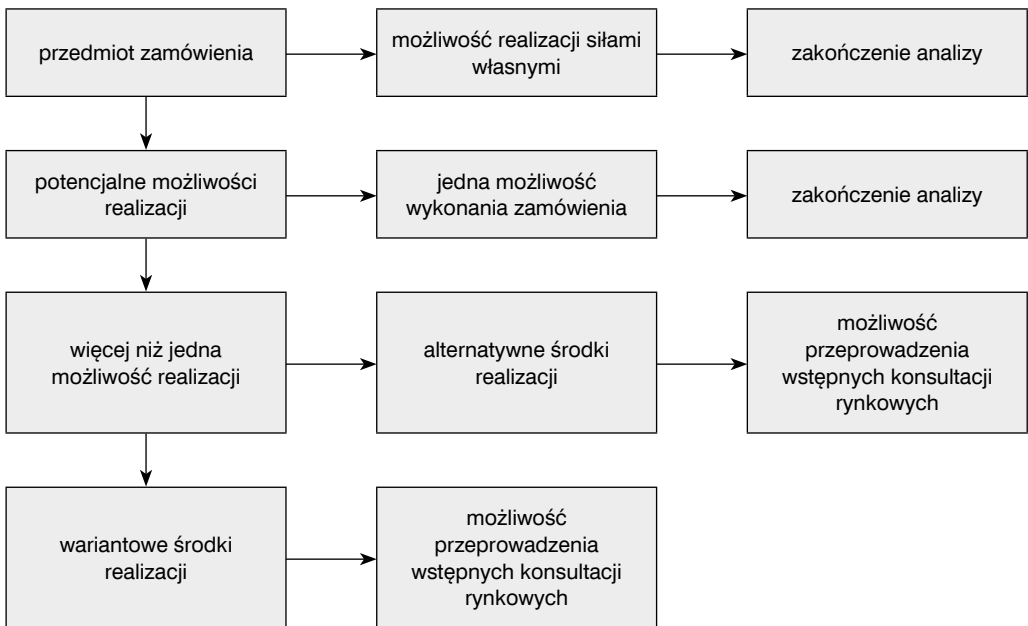 przedmiot zamówienia
możliwość realizacji siłami
własnymi
zakończenie analizy
potencjalne możliwości
realizacji
jedna możliwość
wykonania zamówienia
zakończenie analizy
więcej niż jedna
możliwość realizacji
alternatywne środki
realizacji
możliwość
przeprowadzenia
wstępnych konsultacji
rynkowych
wariantowe środki
realizacji
możliwość
przeprowadzenia
wstępnych konsultacji
rynkowych